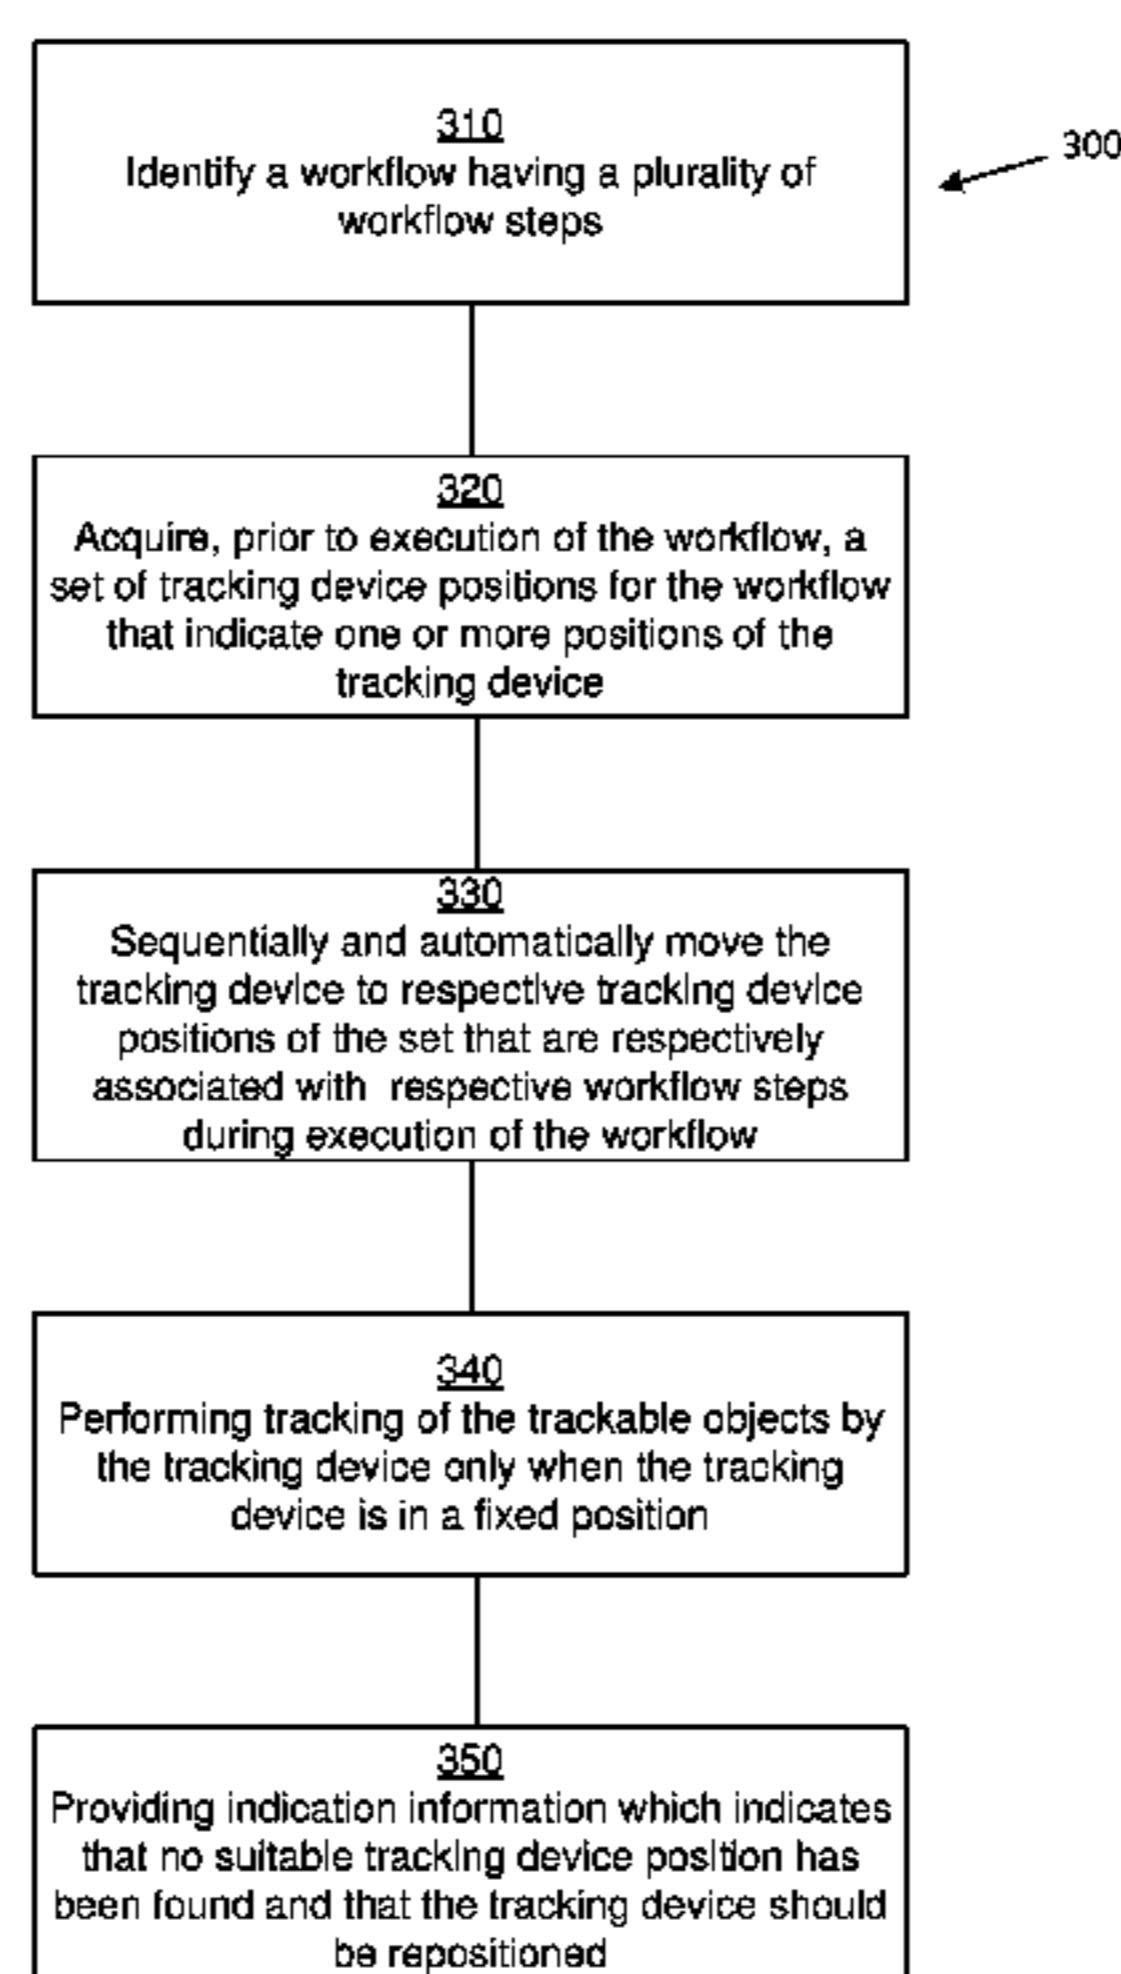 310
Identify a workflow having a plurality of
workflow steps
300
320
Acquire, prior to execution of the workflow, a
set of tracking device positions for the workflow
that indicate one or more positions of the
tracking device
330
Sequentially and automatically move the
tracking device to respective tracking device
positions of the set that are respectively
associated with respective workflow steps
during execution of the workflow
340
Performing tracking of the trackable objects by
the tracking device only when the tracking
device is in a fixed position
350
Providing indication information which indicates
that no suitable tracking device position has
been found and that the tracking device should
be repositioned